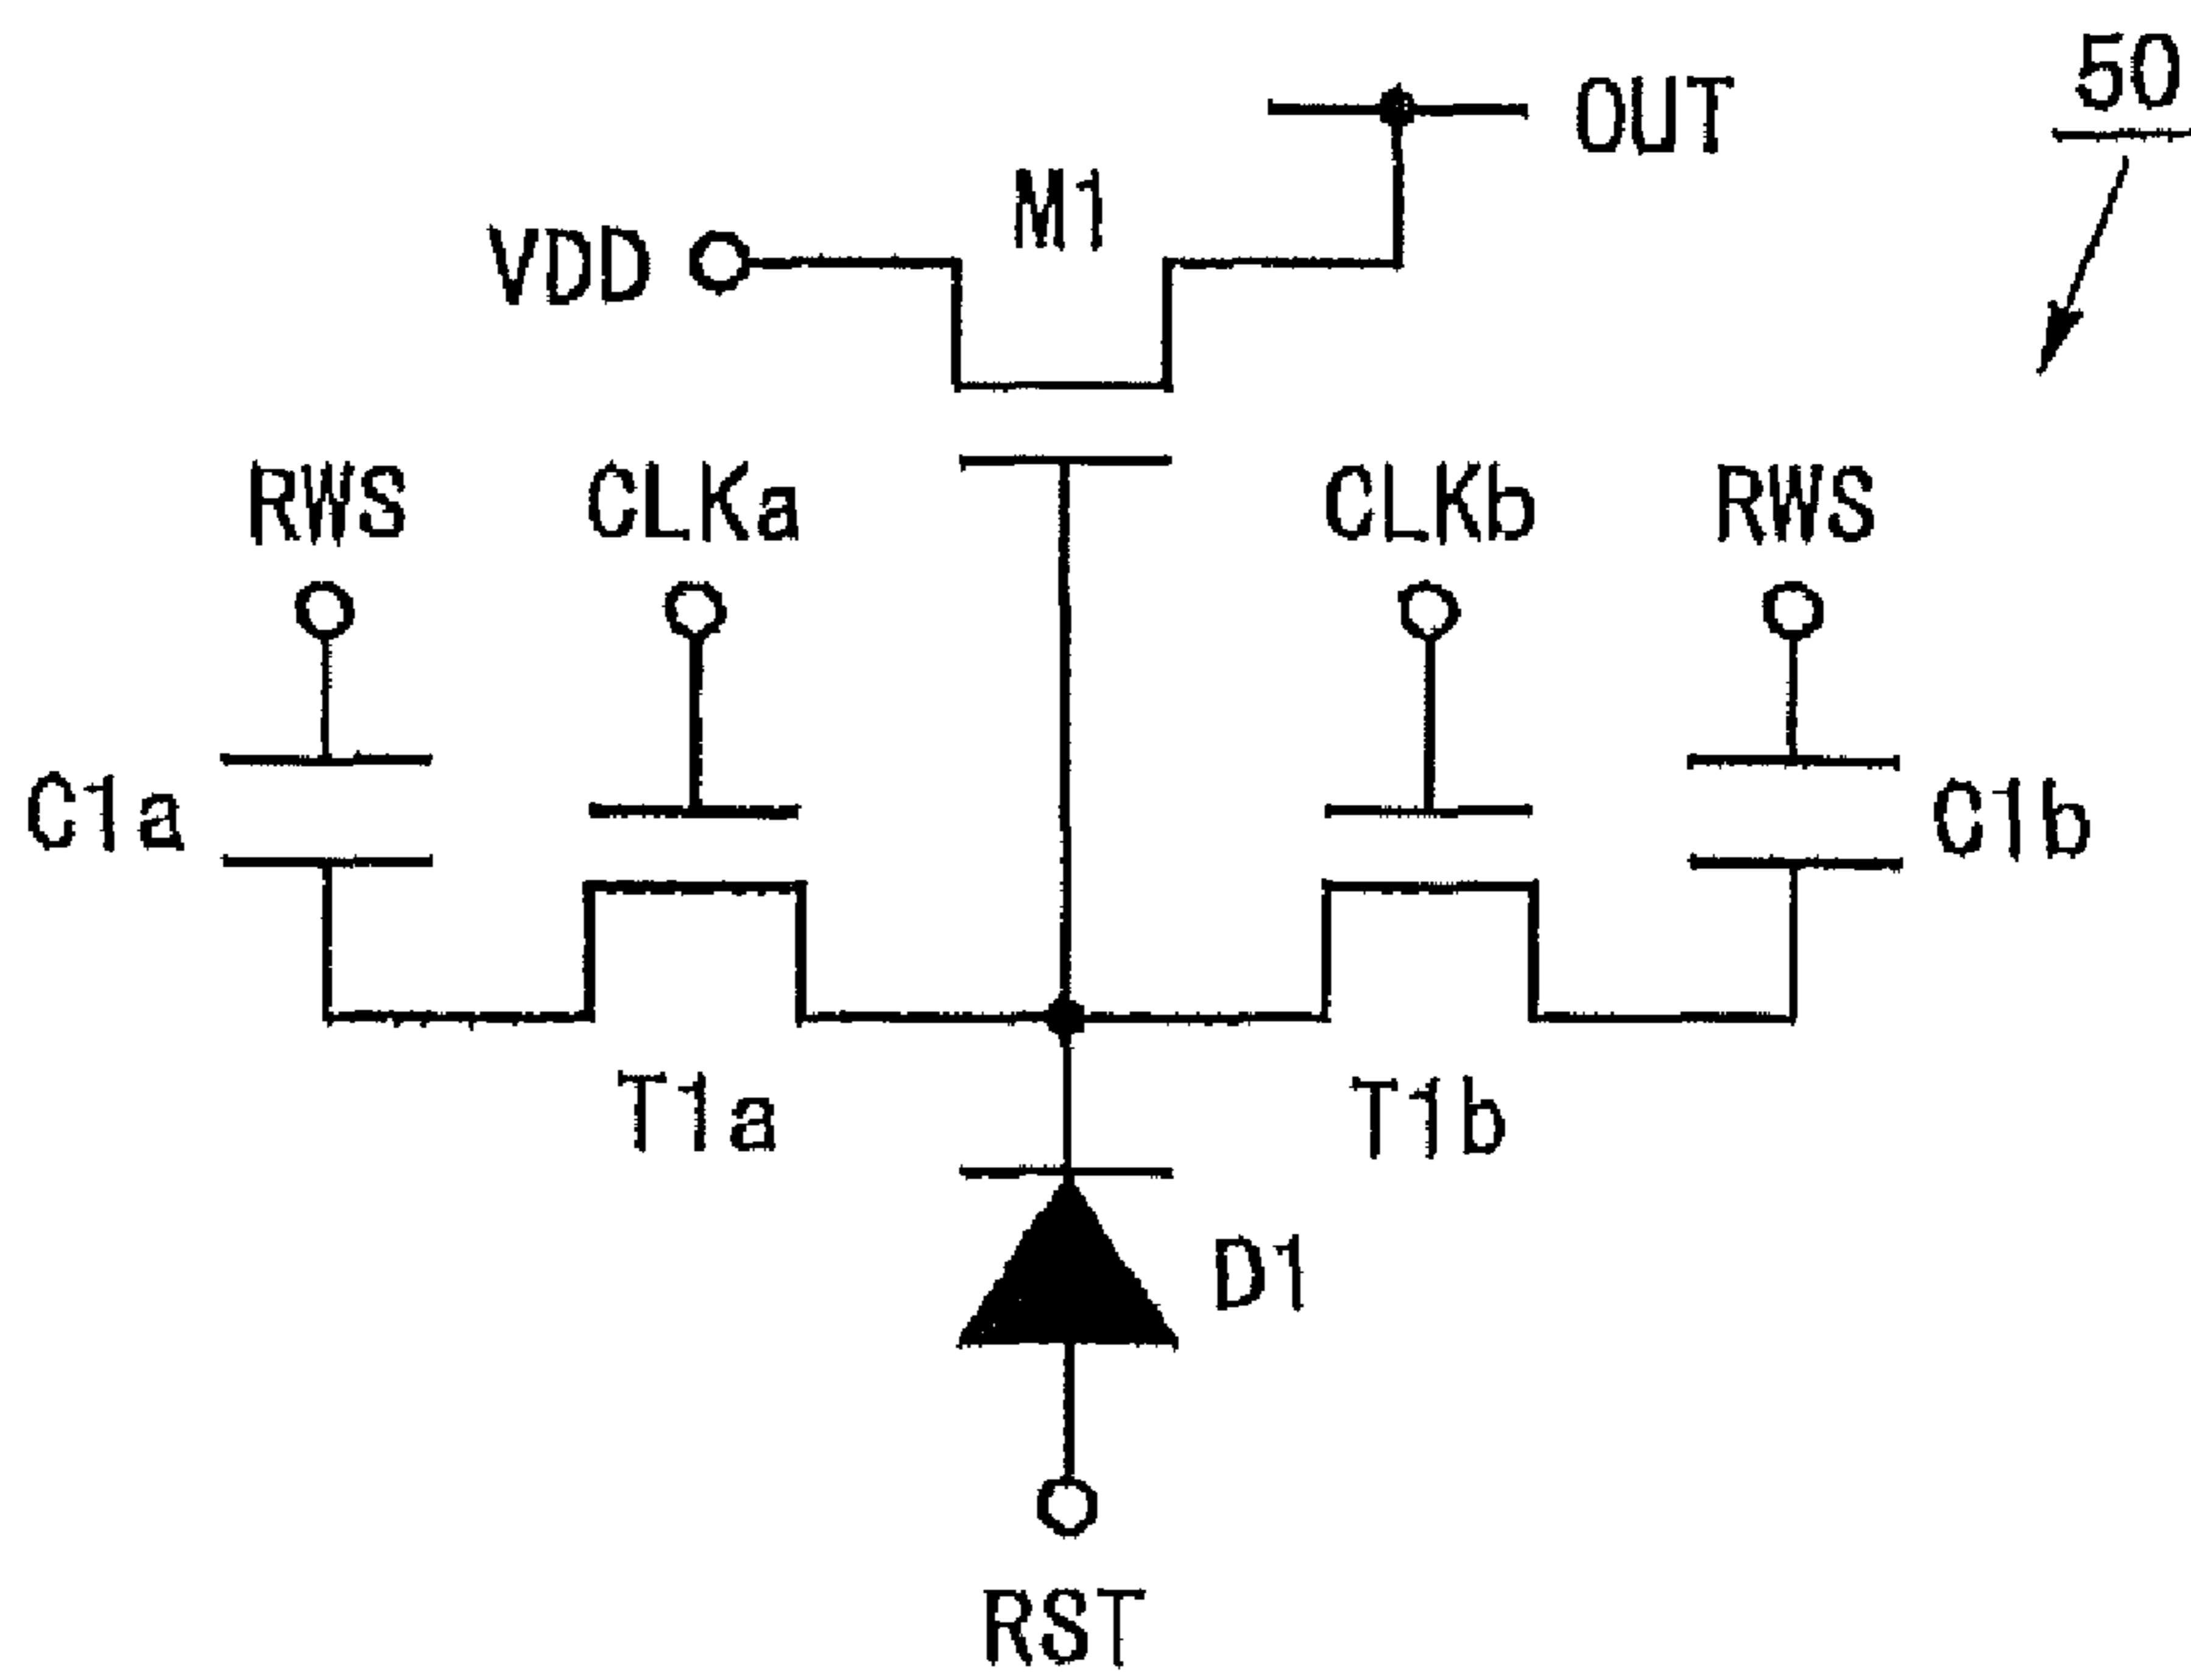 50
OUT
M1
VDD
RWS CLKa CLKb RWS
C1a C1b
T1a T1b
D1
RST